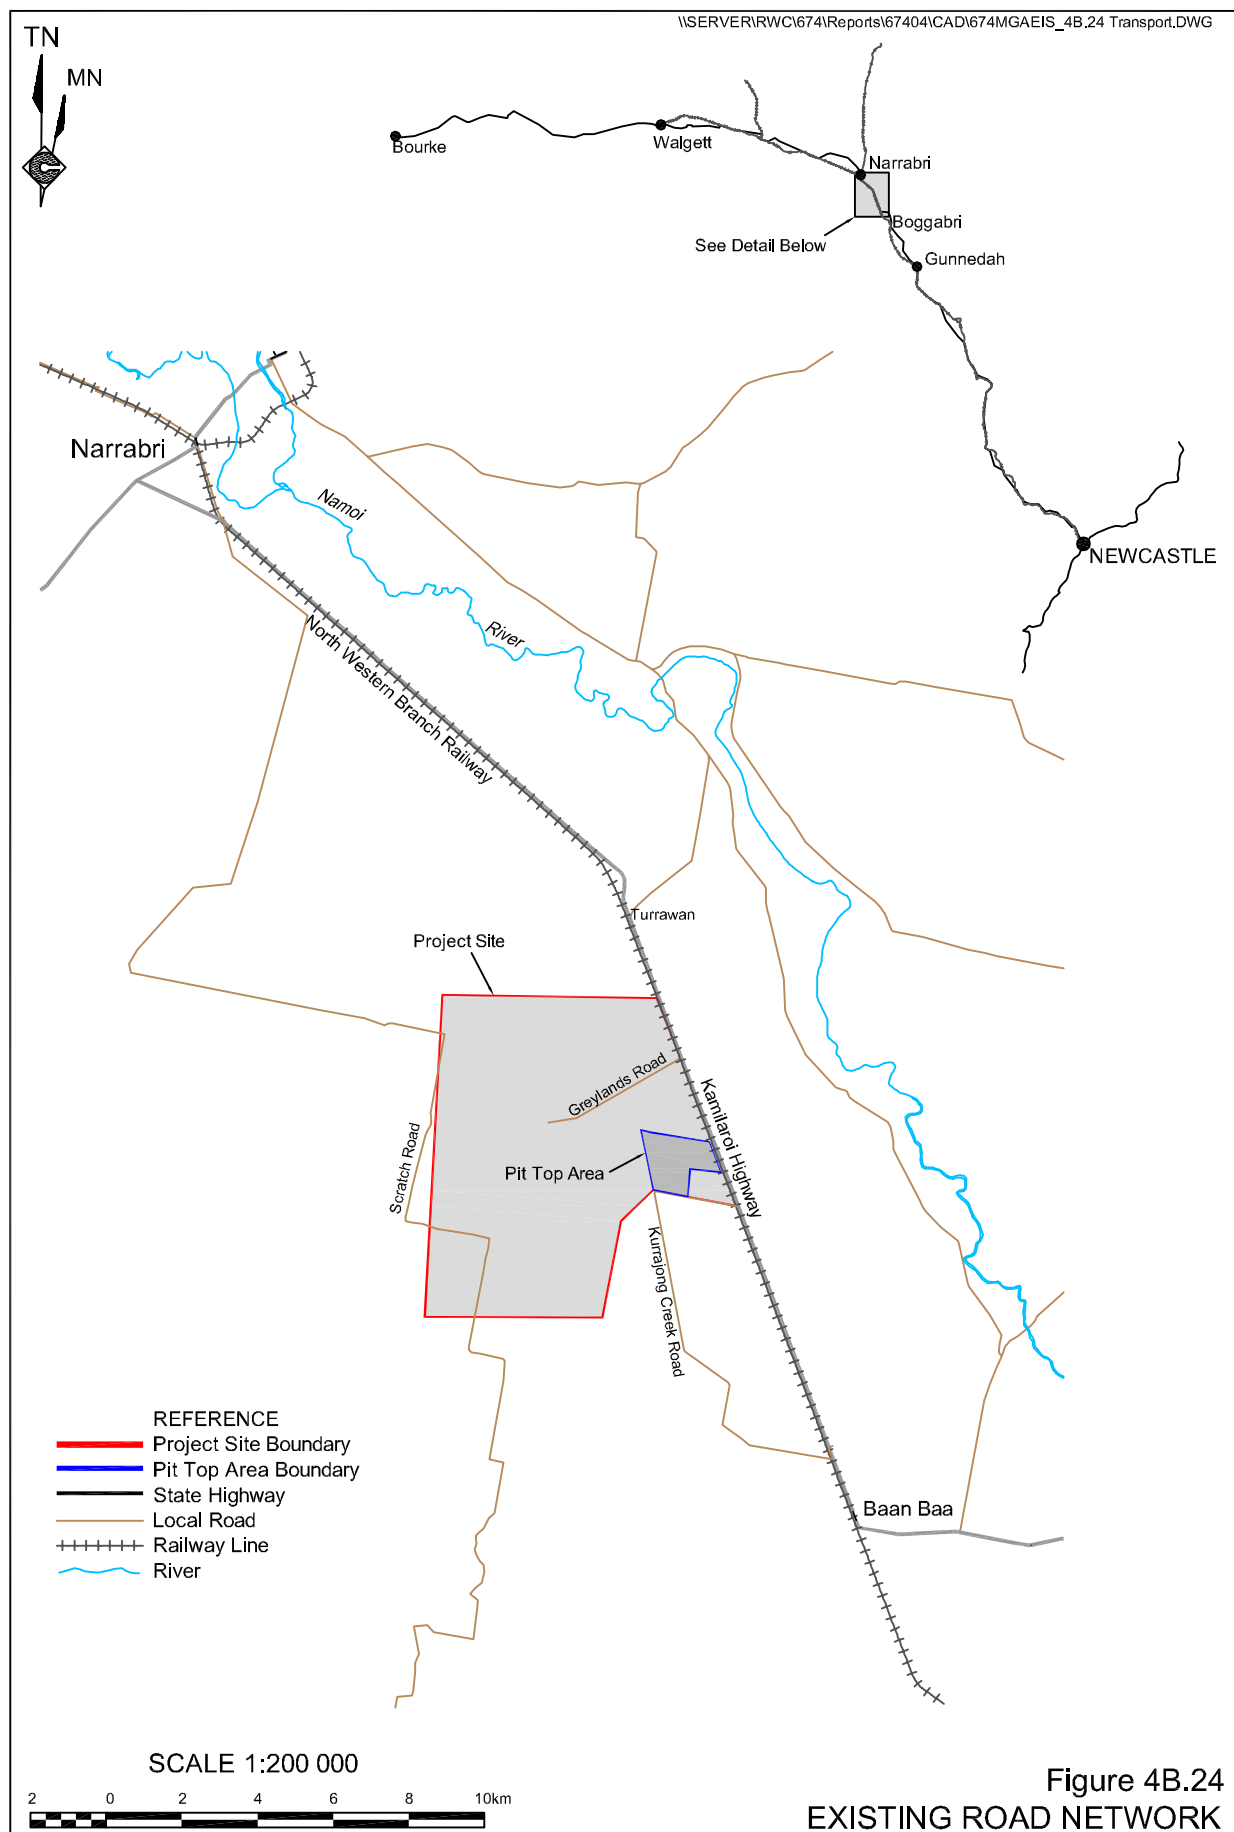 \\SERVER\RWC\674\Reports\67404\CAD\674MGAEIS_4B.24 Transport.DWG
TN
MN
Bourke
Walgett
Narrabri
Boggabri
See Detail Below
Gunnedah
NEWCASTLE
Narrabri
Namoi
River
North Western Branch Railway
Turrawan
Project Site
Greylands Road
Kamilaroi Highway
Scratch Road
Pit Top Area
Kurrajong Creek Road
Baan Baa
REFERENCE
Project Site Boundary
Pit Top Area Boundary
State Highway
Local Road
Railway Line
River
SCALE 1:200 000
2 0 2 4 6 8 10km
Figure 4B.24
EXISTING ROAD NETWORK